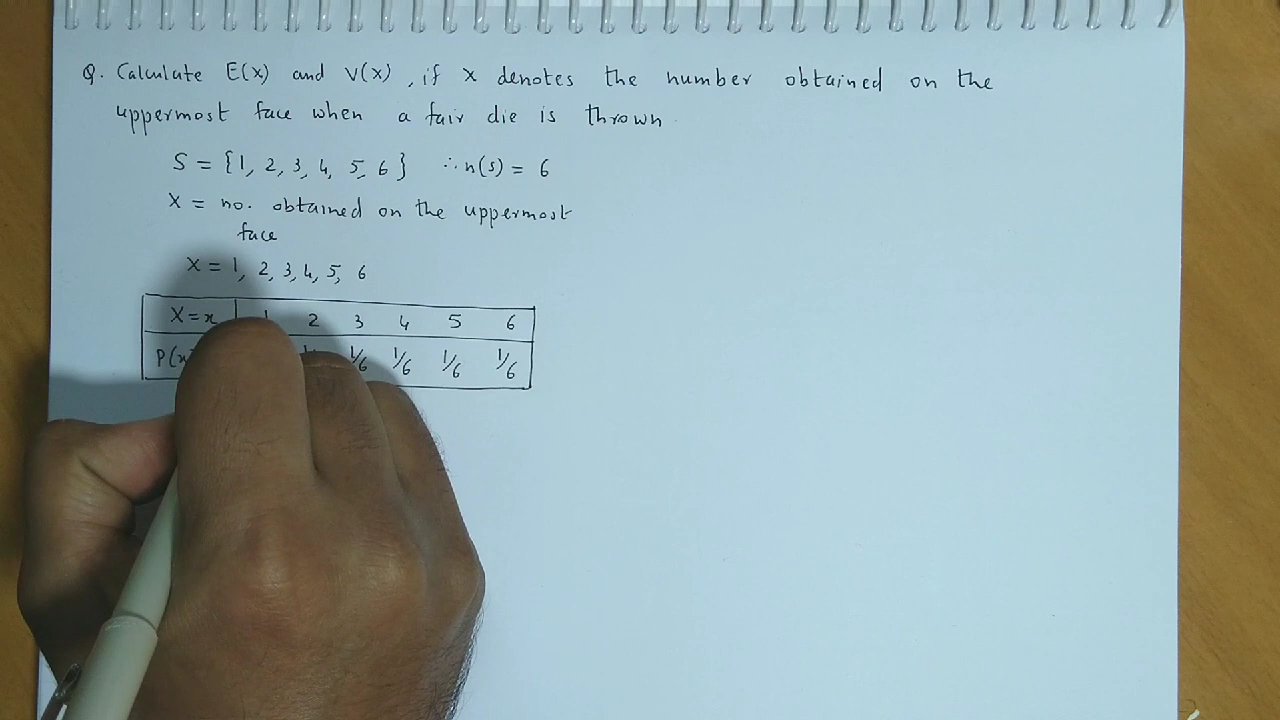 Q. Calculate E(x) and V(x), if x denotes the number obtained on the
uppermost face when a fair die is thrown.
S = {1, 2, 3, 4, 5, 6} ∴ n(s) = 6
X = no. obtained on the uppermost
face
X = 1, 2, 3, 4, 5, 6
X = x 1 2 3 4 5 6
P(x 1/6 1/6 1/6 1/6